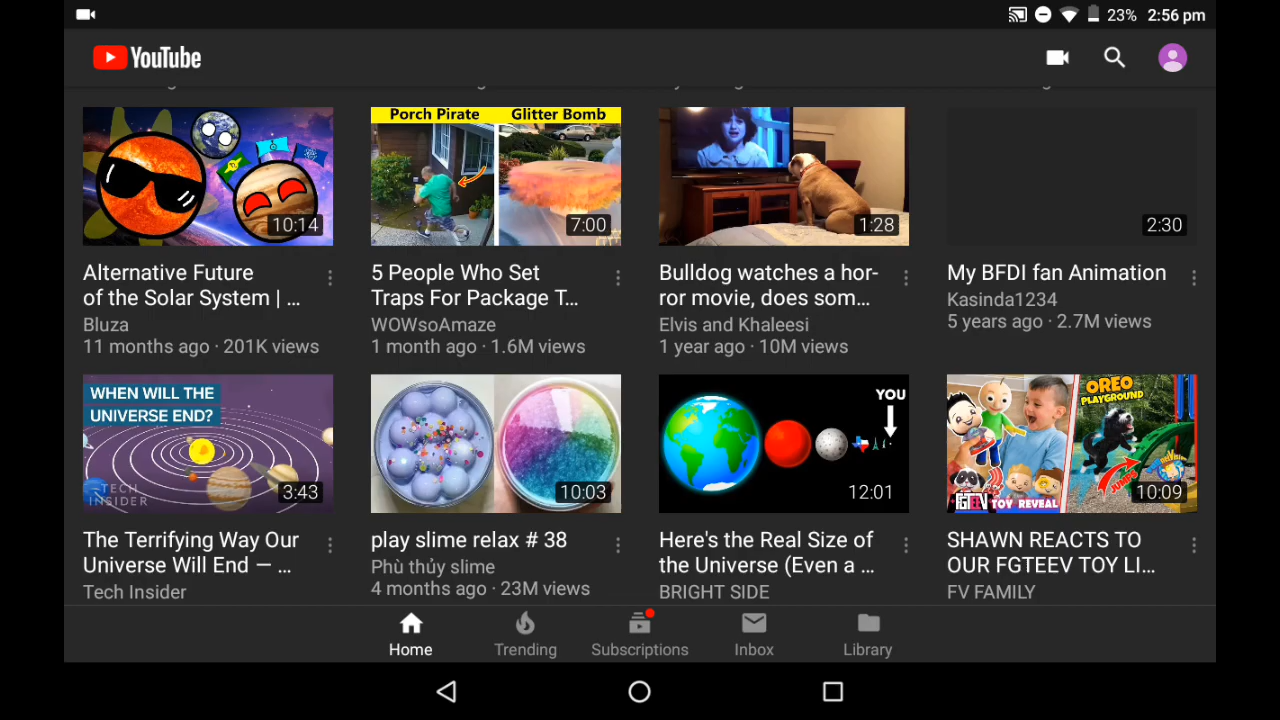 23% 2:56 pm
YouTube
Porch Pirate Glitter Bomb
10:14
7:00
1:28
2:30
Alternative Future
of the Solar System | ...
Bluza
11 months ago · 201K views
5 People Who Set
Traps For Package T...
WOWsoAmaze
1 month ago · 1.6M views
Bulldog watches a hor-
ror movie, does som...
Elvis and Khaleesi
1 year ago · 10M views
My BFDI fan Animation
Kasinda1234
5 years ago · 2.7M views
WHEN WILL THE
UNIVERSE END?
TECH
INSIDER
3:43
10:03
YOU
12:01
OREO
PLAYGROUND
JUMPS
FGTEEV TOY REVEAL
10:09
The Terrifying Way Our
Universe Will End — ...
Tech Insider
play slime relax # 38
Phù thủy slime
4 months ago · 23M views
Here's the Real Size of
the Universe (Even a ...
BRIGHT SIDE
SHAWN REACTS TO
OUR FGTEEV TOY LI...
FV FAMILY
Home
Trending
Subscriptions
Inbox
Library